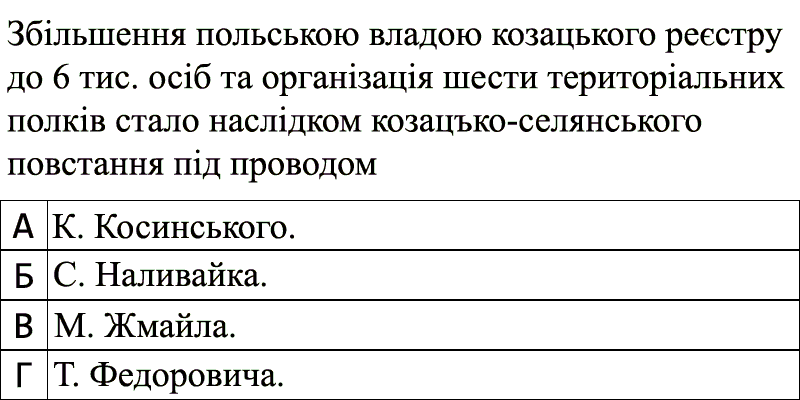 Збільшення польською владою козацького реєстру
до 6 тис. осіб та організація шести територіальних
полків стало наслідком козацъко-селянського
повстання під проводом
А К. Косинського.
Б С. Наливайка.
В М. Жмайла.
Г Т. Федоровича.